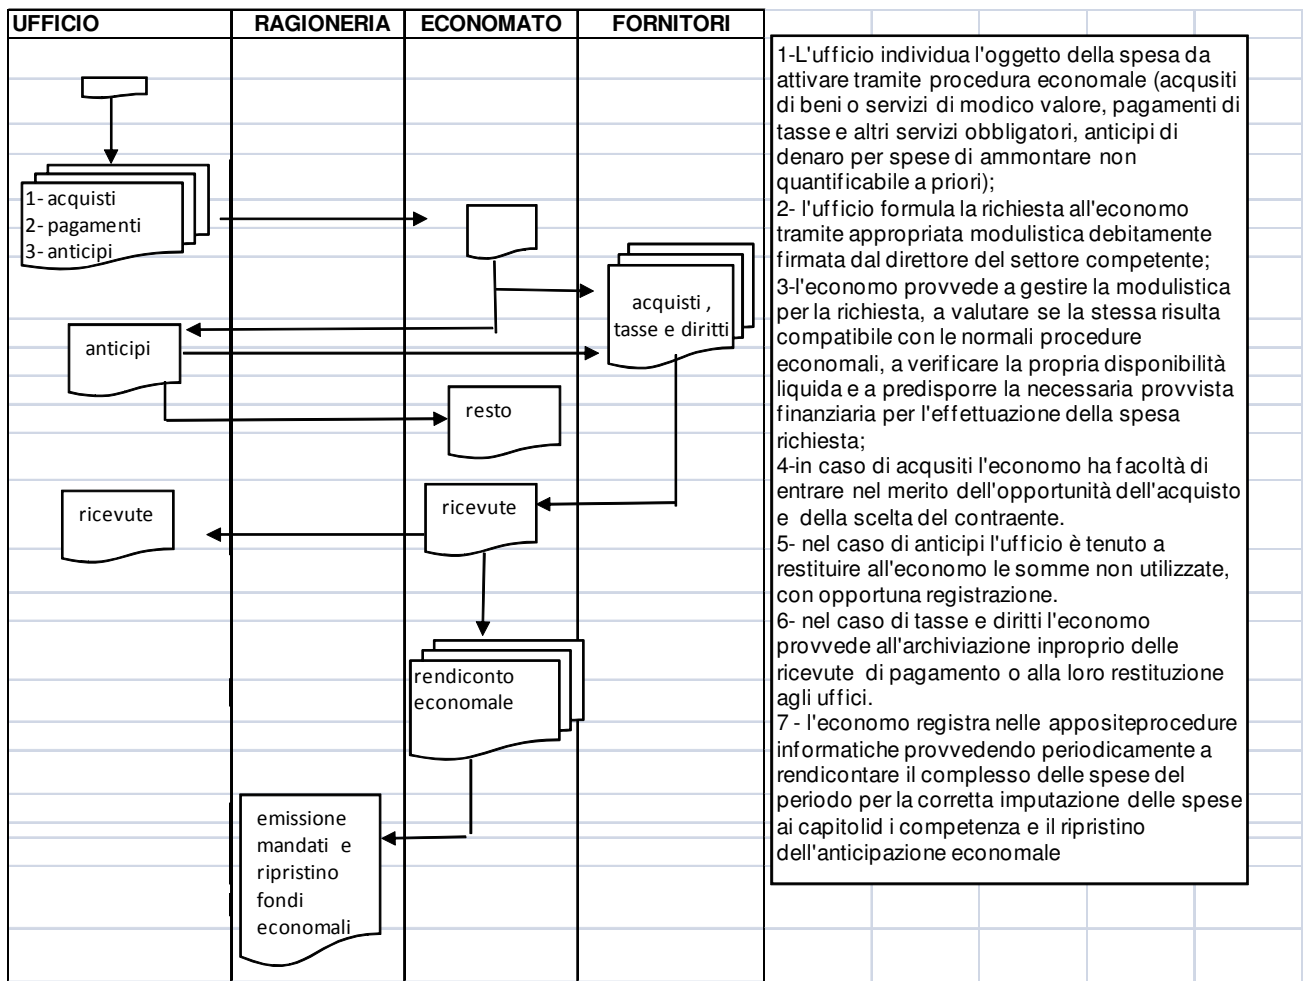 UFFICIO RAGIONERIA ECONOMATO FORNITORI
1- acquisti
2- pagamenti
3- anticipi
acquisti ,
tasse e diritti
anticipi
resto
ricevute
ricevute
rendiconto
economale
emissione
mandati e
ripristino
fondi
economali
1-L'ufficio individua l'oggetto della spesa da
attivare tramite procedura economale (acqusiti
di beni o servizi di modico valore, pagamenti di
tasse e altri servizi obbligatori, anticipi di
denaro per spese di ammontare non
quantificabile a priori);
2- l'ufficio formula la richiesta all'economo
tramite appropriata modulistica debitamente
firmata dal direttore del settore competente;
3-l'economo provvede a gestire la modulistica
per la richiesta, a valutare se la stessa risulta
compatibile con le normali procedure
economali, a verificare la propria disponibilità
liquida e a predisporre la necessaria provvista
finanziaria per l'effettuazione della spesa
richiesta;
4-in caso di acqusiti l'economo ha facoltà di
entrare nel merito dell'opportunità dell'acquisto
e della scelta del contraente.
5- nel caso di anticipi l'ufficio è tenuto a
restituire all'economo le somme non utilizzate,
con opportuna registrazione.
6- nel caso di tasse e diritti l'economo
provvede all'archiviazione inproprio delle
ricevute di pagamento o alla loro restituzione
agli uffici.
7 - l'economo registra nelle appositeprocedure
informatiche provvedendo periodicamente a
rendicontare il complesso delle spese del
periodo per la corretta imputazione delle spese
ai capitolid i competenza e il ripristino
dell'anticipazione economale